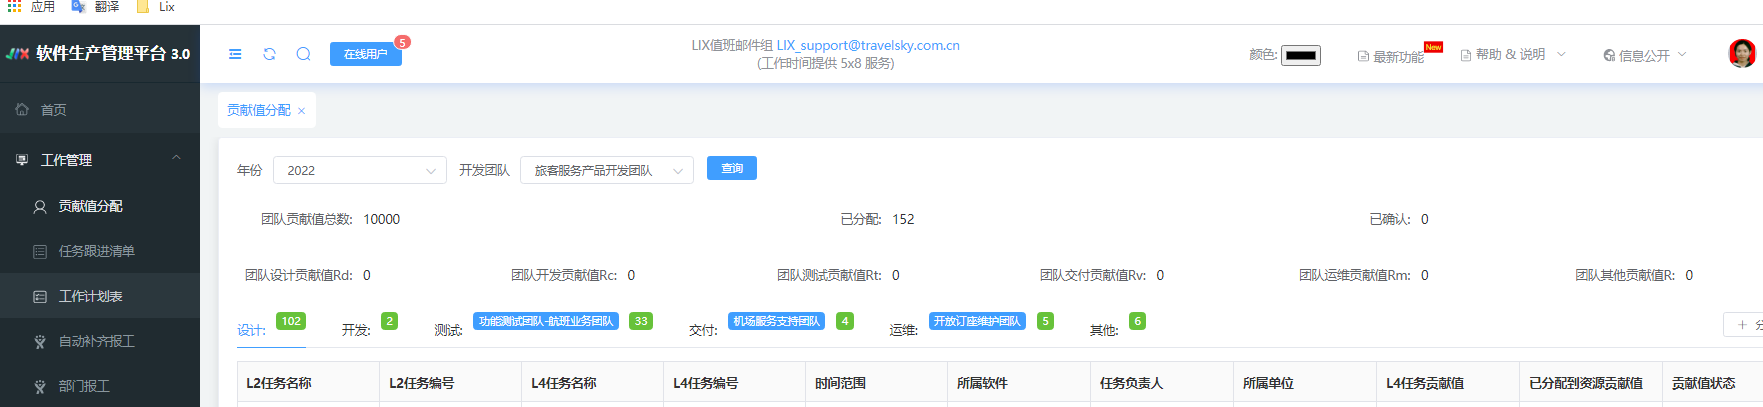 应用 翻译 Lix
LIX 软件生产管理平台 3.0
在线用户 5
LIX值班邮件组 LIX_support@travelsky.com.cn
(工作时间提供 5x8 服务)
颜色:
最新功能 New
帮助 & 说明
信息公开
首页
工作管理
贡献值分配
任务跟进清单
工作计划表
自动补齐报工
部门报工
贡献值分配 ×
年份 2022 开发团队 旅客服务产品开发团队 查询
团队贡献值总数: 10000 已分配: 152 已确认: 0
团队设计贡献值Rd: 0 团队开发贡献值Rc: 0 团队测试贡献值Rt: 0 团队交付贡献值Rv: 0 团队运维贡献值Rm: 0 团队其他贡献值R: 0
设计: 102 开发: 2 测试: 功能测试团队-航班业务团队 33 交付: 机场服务支持团队 4 运维: 开放订座维护团队 5 其他: 6
L2任务名称 L2任务编号 L4任务名称 L4任务编号 时间范围 所属软件 任务负责人 所属单位 L4任务贡献值 已分配到资源贡献值 贡献值状态